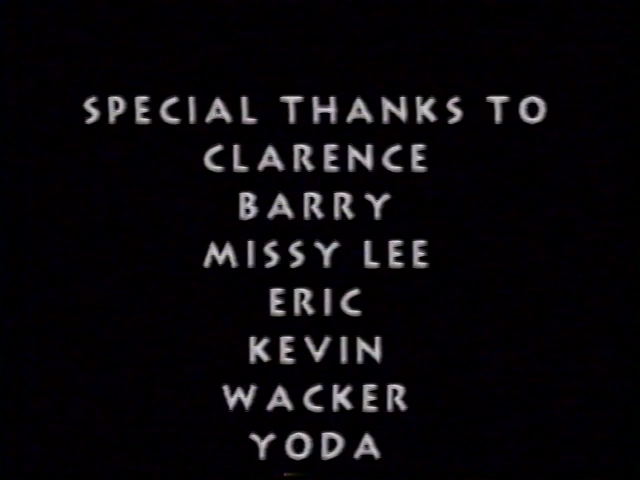 SPECIAL THANKS TO
CLARENCE
BARRY
MISSY LEE
ERIC
KEVIN
WACKER
YODA